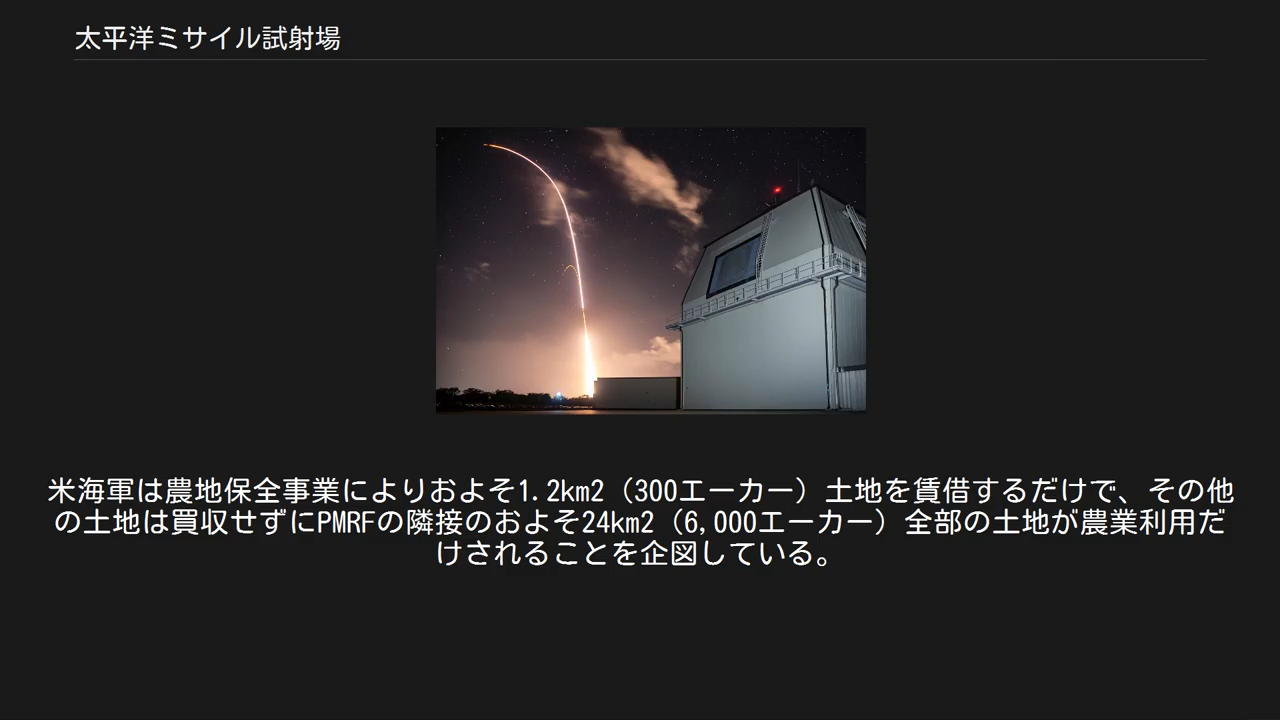 太平洋ミサイル試射場
米海軍は農地保全事業によりおよそ1.2km2（300エーカー）土地を賃借するだけで、その他
の土地は買収せずにPMRFの隣接のおよそ24km2（6,000エーカー）全部の土地が農業利用だ
けされることを企図している。